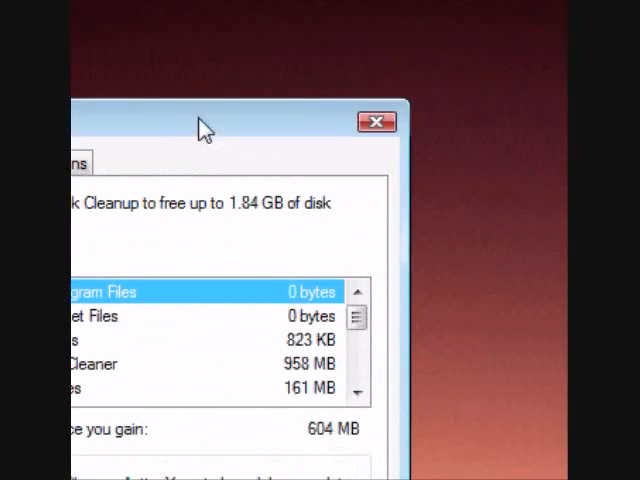 ns
k Cleanup to free up to 1.84 GB of disk
gram Files 0 bytes
et Files 0 bytes
s 823 KB
Cleaner 958 MB
es 161 MB
ce you gain: 604 MB